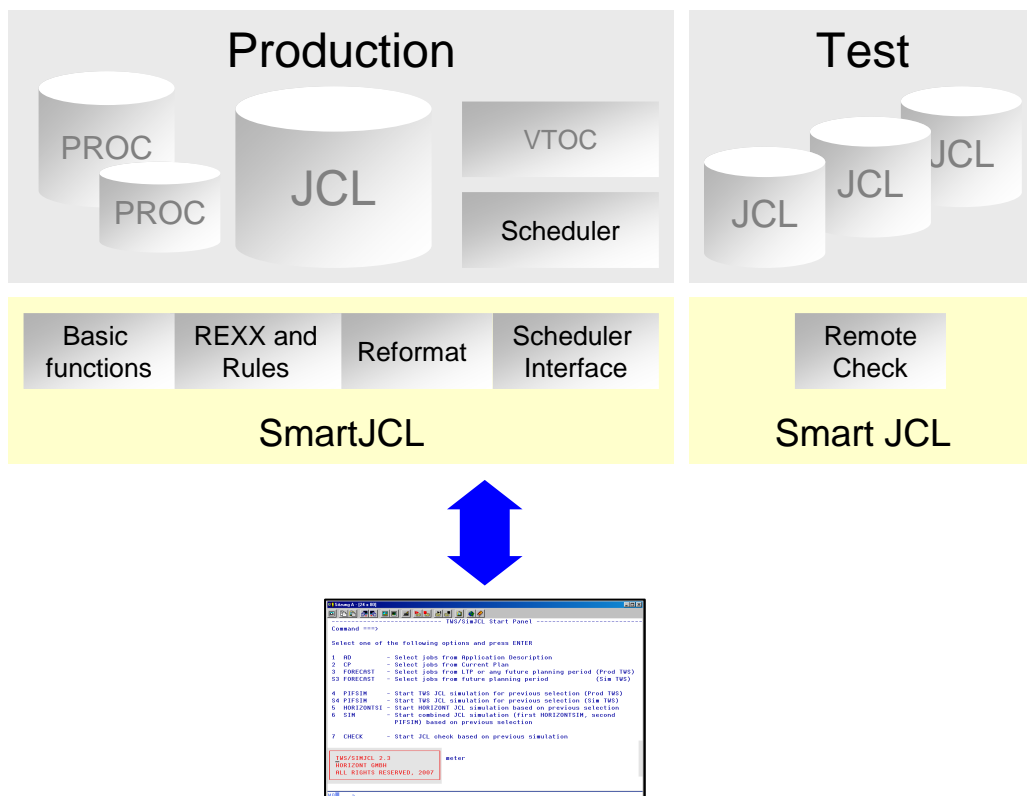 Production
Test
PROC
PROC
JCL
VTOC
Scheduler
JCL
JCL
JCL
Basic
functions
REXX and
Rules
Reformat
Scheduler
Interface
SmartJCL
Remote
Check
Smart JCL
Sitzung A - [24 x 80]
---------------------- TWS/SimJCL Start Panel ----------------------
Command ===>
Select one of the following options and press ENTER
1 AD - Select jobs from Application Description
2 CP - Select jobs from Current Plan
3 FORECAST - Select jobs from LTP or any future planning period (Prod TWS)
S3 FORECAST - Select jobs from future planning period (Sim TWS)
4 PIFSIM - Start TWS JCL simulation for previous selection (Prod TWS)
S4 PIFSIM - Start TWS JCL simulation for previous selection (Sim TWS)
5 HORIZONTSI - Start HORIZONT JCL simulation based on previous selection
6 SIM - Start combined JCL simulation (first HORIZONTSIM, second
PIFSIM) based on previous selection
7 CHECK - Start JCL check based on previous simulation
meter
TWS/SIMJCL 2.3
HORIZONT GMBH
ALL RIGHTS RESERVED, 2007